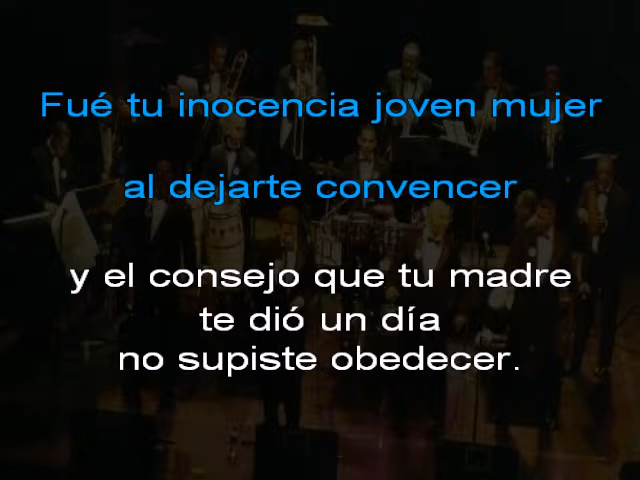 Fué tu inocencia joven mujer
al dejarte convencer
y el consejo que tu madre
te dió un día
no supiste obedecer.